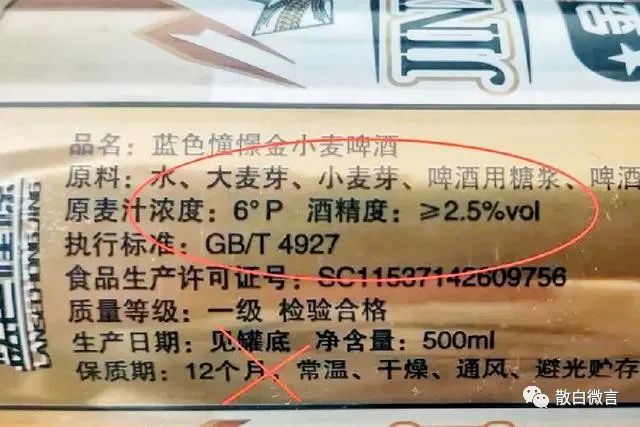 品名：蓝色憧憬金小麦啤酒
原料：水、大麦芽、小麦芽、啤酒用糖浆、啤酒
原麦汁浓度：6°P 酒精度：≥2.5%vol
执行标准：GB/T 4927
食品生产许可证号：SC11537142609756
质量等级：一级 检验合格
生产日期：见罐底 净含量：500ml
保质期：12个月、常温、干燥、通风、避光贮存
LANSECHONGJING
散白微言